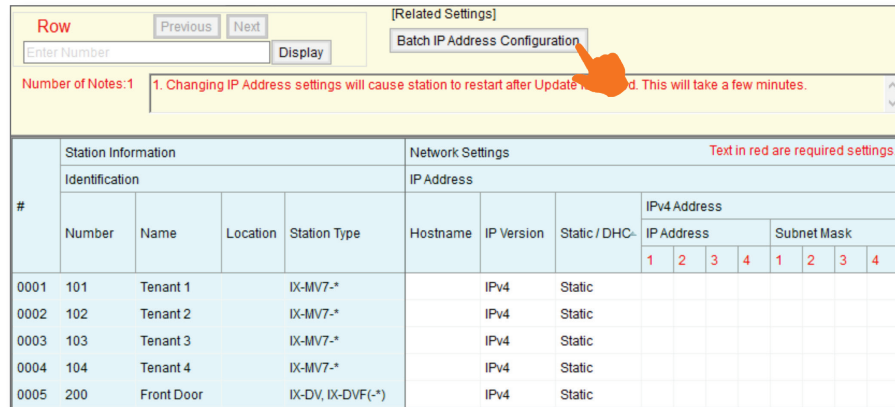 Row Previous Next
Enter Number Display
[Related Settings]
Batch IP Address Configuration
Number of Notes:1 1. Changing IP Address settings will cause station to restart after Update d. This will take a few minutes.
Station Information Network Settings Text in red are required settings
Identification IP Address
# IPv4 Address
Number Name Location Station Type Hostname IP Version Static / DHC IP Address Subnet Mask
1 2 3 4 1 2 3 4
0001 101 Tenant 1 IX-MV7-* IPv4 Static
0002 102 Tenant 2 IX-MV7-* IPv4 Static
0003 103 Tenant 3 IX-MV7-* IPv4 Static
0004 104 Tenant 4 IX-MV7-* IPv4 Static
0005 200 Front Door IX-DV, IX-DVF(-*) IPv4 Static